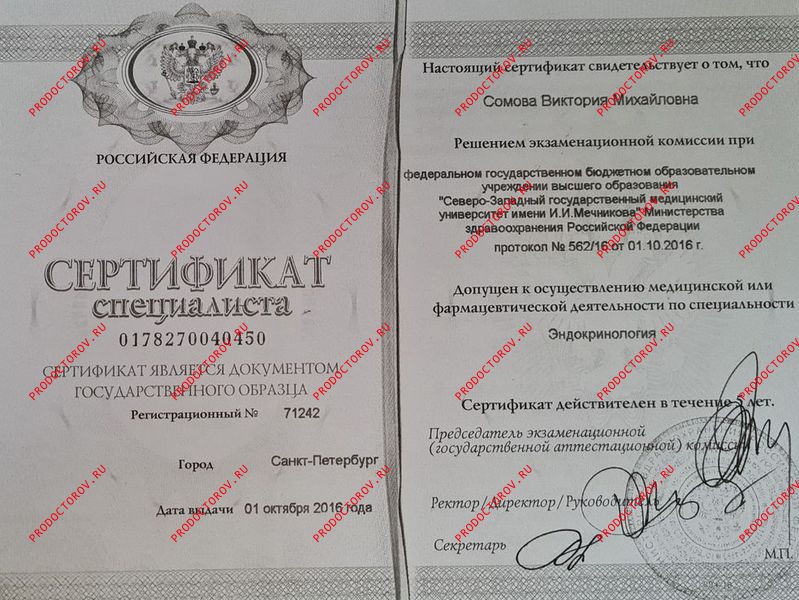 РОССИЙСКАЯ ФЕДЕРАЦИЯ
СЕРТИФИКАТ
специалиста
0178270040450
СЕРТИФИКАТ ЯВЛЯЕТСЯ ДОКУМЕНТОМ
ГОСУДАРСТВЕННОГО ОБРАЗЦА
Регистрационный № 71242
Город Санкт-Петербург
Дата выдачи 01 октября 2016 года
Настоящий сертификат свидетельствует о том, что
Сомова Виктория Михайловна
Решением экзаменационной комиссии при
федеральном государственном бюджетном образовательном
учреждении высшего образования
"Северо-Западный государственный медицинский
университет имени И.И.Мечникова" Министерства
здравоохранения Российской Федерации
протокол № 562/16 от 01.10.2016 г.
Допущен к осуществлению медицинской или
фармацевтической деятельности по специальности
Эндокринология
Сертификат действителен в течение 5 лет.
Председатель экзаменационной
(государственной аттестационной) комиссии
Ректор/Директор/Руководитель
Секретарь
М.П.
PRODOCTOROV.RU